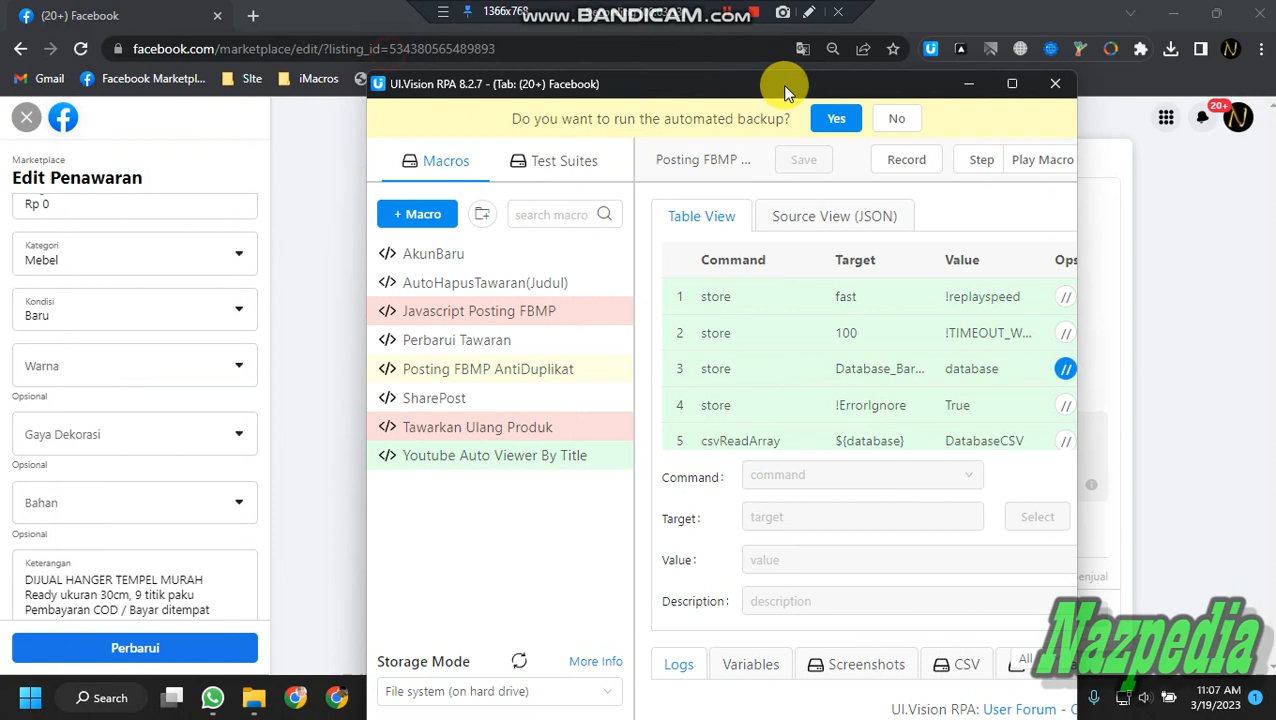 (20+) Facebook
1366x768
www.BANDICAM.com
facebook.com/marketplace/edit/?listing_id=534380565489893
Gmail
Facebook Marketpl...
Site
iMacros
20+
Marketplace
Edit Penawaran
Rp 0
Kategori
Mebel
Kondisi
Baru
Warna
Opsional
Gaya Dekorasi
Opsional
Bahan
Opsional
Keterangan
DIJUAL HANGER TEMPEL MURAH
Ready ukuran 30cm, 9 titik paku
Pembayaran COD / Bayar ditempat
Perbarui
UI.Vision RPA 8.2.7 - (Tab: (20+) Facebook)
Do you want to run the automated backup? Yes No
Macros Test Suites
+ Macro search macro
AkunBaru
AutoHapusTawaran(Judul)
Javascript Posting FBMP
Perbarui Tawaran
Posting FBMP AntiDuplikat
SharePost
Tawarkan Ulang Produk
Youtube Auto Viewer By Title
Storage Mode More Info
File system (on hard drive)
Posting FBMP ... Save Record Step Play Macro
Table View Source View (JSON)
Command Target Value Ops
1 store fast !replayspeed //
2 store 100 !TIMEOUT_W... //
3 store Database_Bar... database //
4 store !ErrorIgnore True //
5 csvReadArray ${database} DatabaseCSV //
Command: command
Target: target Select
Value: value
Description: description
Logs Variables Screenshots CSV All
UI.Vision RPA: User Forum -
enjual
Nazpedia
Search
11:07 AM
3/19/2023
1